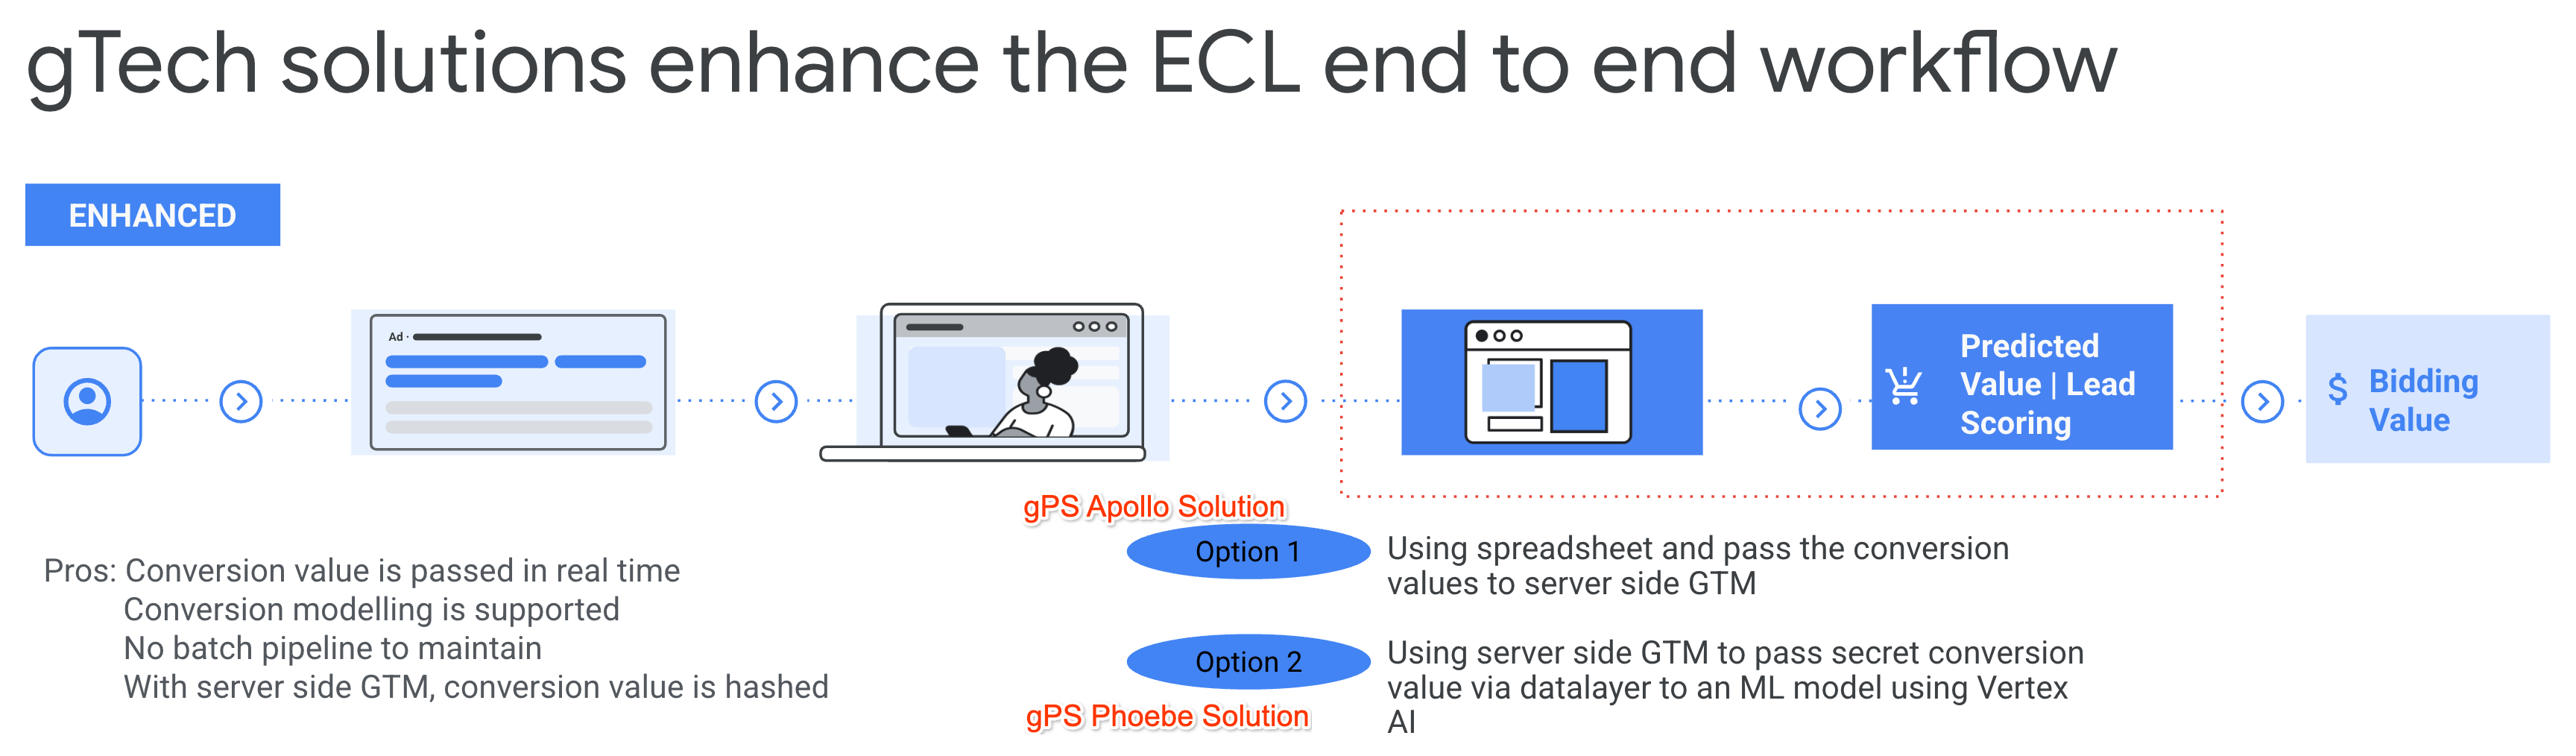 gTech solutions enhance the ECL end to end workflow
ENHANCED
Ad ·
Predicted
Value | Lead
Scoring
$ Bidding
Value
gPS Apollo Solution
Option 1
Using spreadsheet and pass the conversion
values to server side GTM
Pros: Conversion value is passed in real time
Conversion modelling is supported
No batch pipeline to maintain
With server side GTM, conversion value is hashed
Option 2
Using server side GTM to pass secret conversion
value via datalayer to an ML model using Vertex
AI
gPS Phoebe Solution